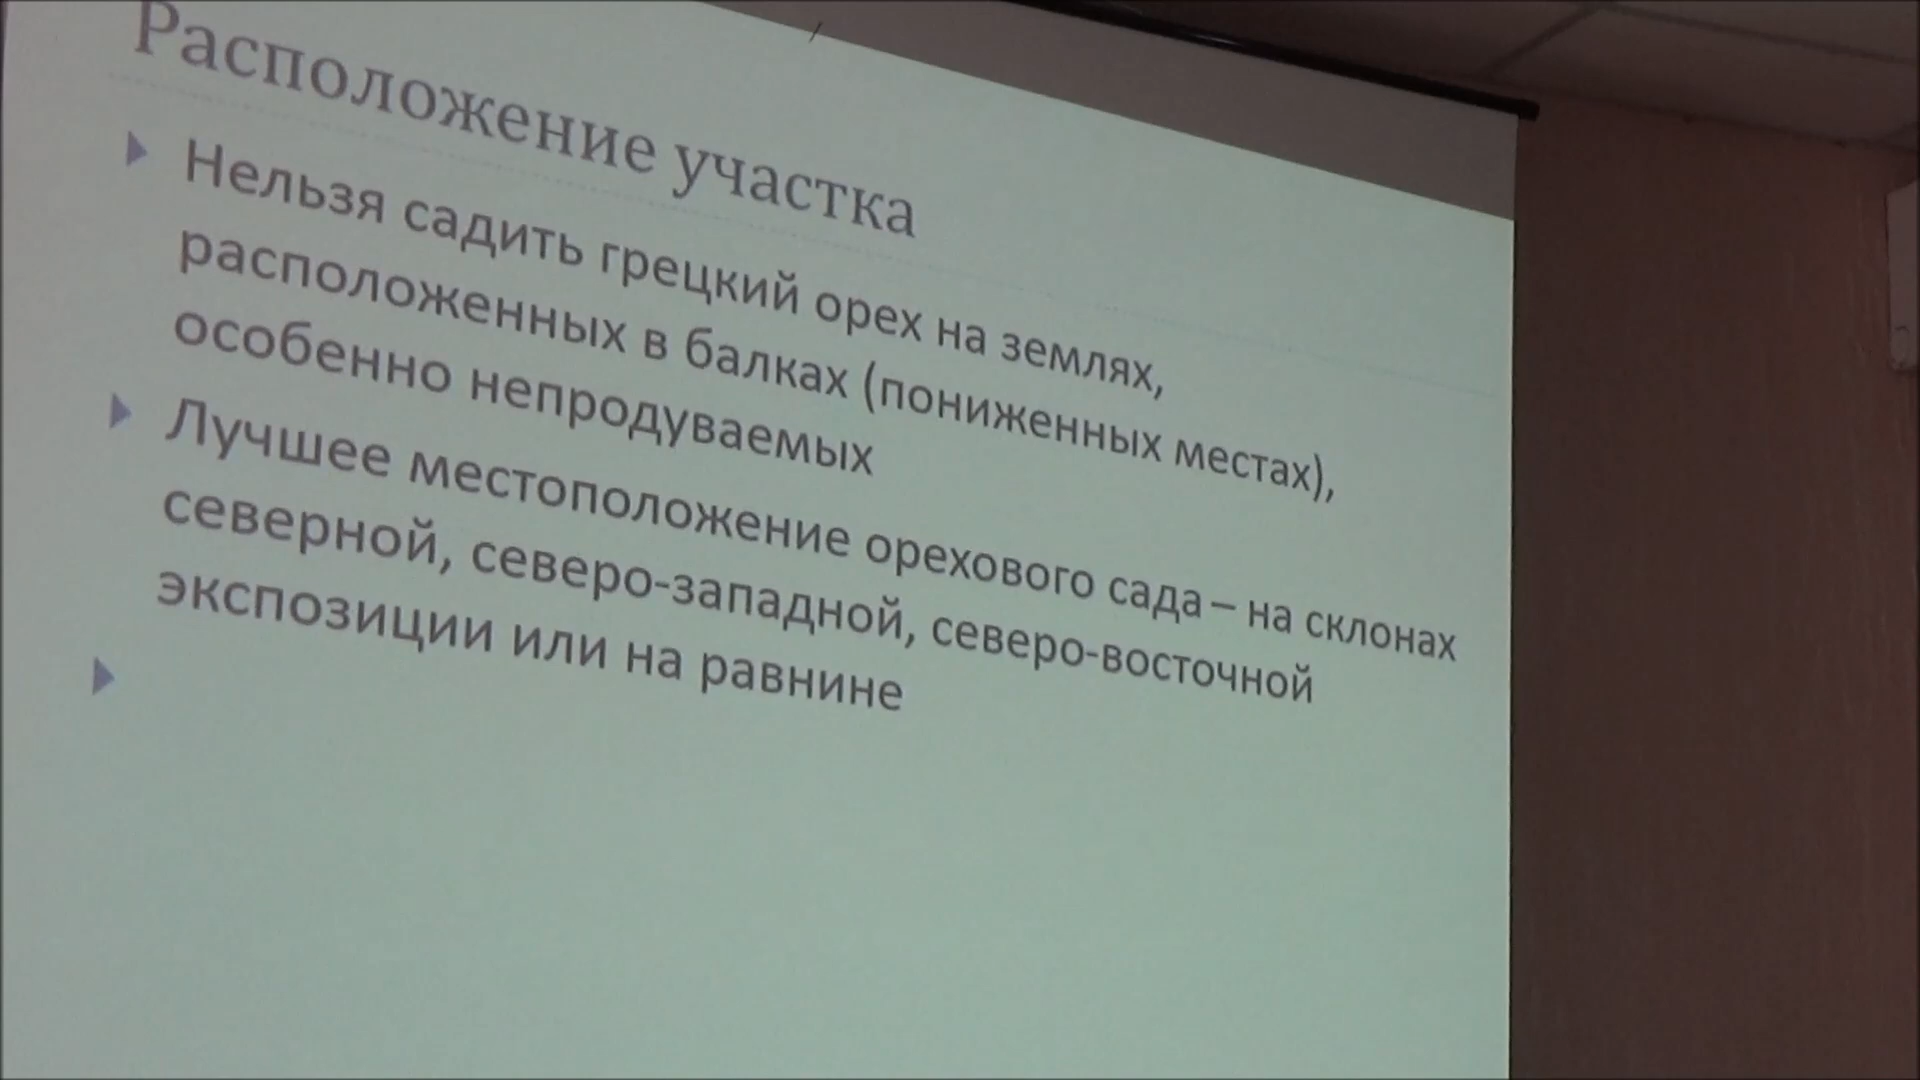 Расположение участка
Нельзя садить грецкий орех на землях,
расположенных в балках (пониженных местах),
особенно непродуваемых
Лучшее местоположение орехового сада – на склонах
северной, северо-западной, северо-восточной
экспозиции или на равнине